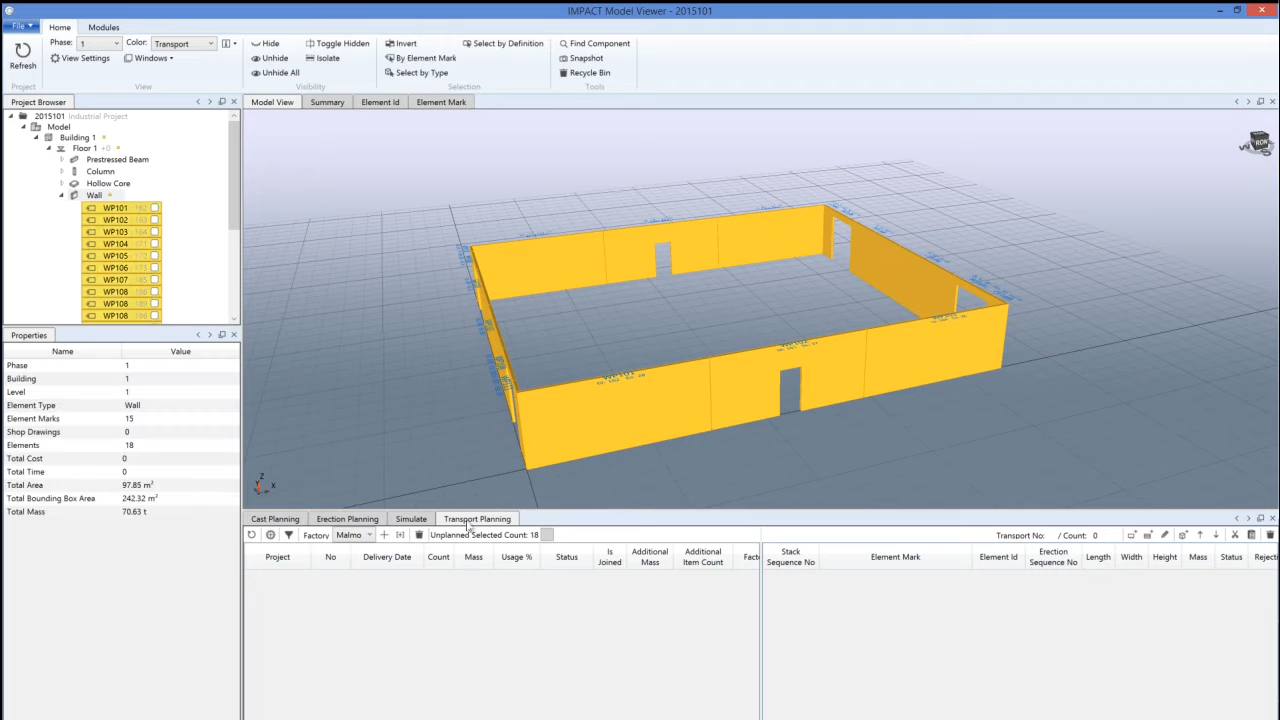 IMPACT Model Viewer - 2015101
File
Home
Modules
Refresh
Project
Phase: 1
Color: Transport
View Settings
Windows
View
Hide
Toggle Hidden
Unhide
Isolate
Unhide All
Visibility
Invert
Select by Definition
By Element Mark
Select by Type
Selection
Find Component
Snapshot
Recycle Bin
Tools
Project Browser
2015101 Industrial Project
Model
Building 1
Floor 1 +0
Prestressed Beam
Column
Hollow Core
Wall
WP101
WP102
WP103 164
WP104 171
WP105 172
WP106 173
WP107
WP108
WP108
WP108
Properties
Name Value
Phase 1
Building 1
Level 1
Element Type Wall
Element Marks 15
Shop Drawings 0
Elements 18
Total Cost 0
Total Time 0
Total Area 97.85 m²
Total Bounding Box Area 242.32 m²
Total Mass 70.63 t
Model View
Summary
Element Id
Element Mark
Z
Y
X
Cast Planning
Erection Planning
Simulate
Transport Planning
Factory Malmo
Unplanned Selected Count: 18
Transport No: / Count: 0
Project No Delivery Date Count Mass Usage % Status Is Joined Additional Mass Additional Item Count Facto
Stack Sequence No Element Mark Element Id Erection Sequence No Length Width Height Mass Status Rejecti